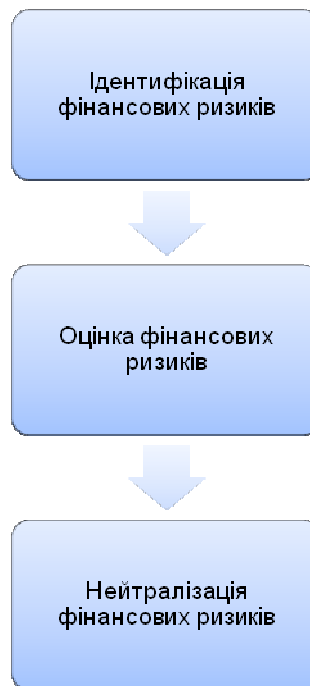 Ідентифікація
фінансових ризиків
Оцінка фінансових
ризиків
Нейтралізація
фінансових ризиків